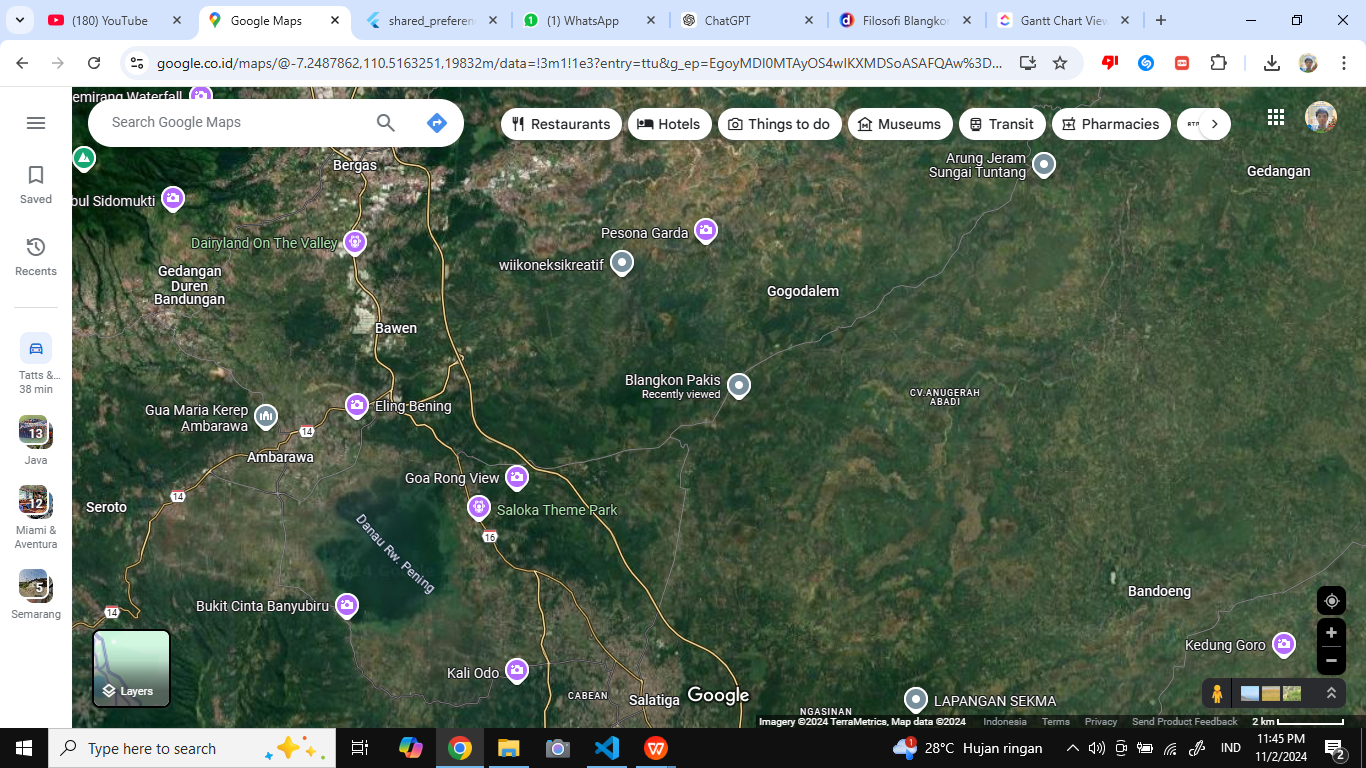 (180) YouTube
Google Maps
shared_preferen
(1) WhatsApp
ChatGPT
Filosofi Blangko
Gantt Chart View
google.co.id/maps/@-7.2487862,110.5163251,19832m/data=!3m1!1e3?entry=ttu&g_ep=EgoyMDI0MTAyOS4wIKXMDSoASAFQAw%3D...
emirang Waterfall
Search Google Maps
Restaurants
Hotels
Things to do
Museums
Transit
Pharmacies
Saved
Recents
Tatts &...
38 min
13
Java
12
Miami &
Aventura
5
Semarang
Bergas
Arung Jeram
Sungai Tuntang
Gedangan
bul Sidomukti
Pesona Garda
Dairyland On The Valley
wiikoneksikreatif
Gedangan
Duren
Bandungan
Gogodalem
Bawen
Blangkon Pakis
Recently viewed
CV.ANUGERAH
ABADI
Eling Bening
Gua Maria Kerep
Ambarawa
14
Ambarawa
Goa Rong View
14
Seroto
Saloka Theme Park
Danau Rw. Pening
16
Bandoeng
Bukit Cinta Banyubiru
14
Kedung Goro
Kali Odo
Layers
CABEAN
Salatiga
Google
LAPANGAN SEKMA
NGASINAN
Imagery ©2024 TerraMetrics, Map data ©2024
Indonesia
Terms
Privacy
Send Product Feedback
2 km
Type here to search
1
28°C Hujan ringan
IND
11:45 PM
11/2/2024
2